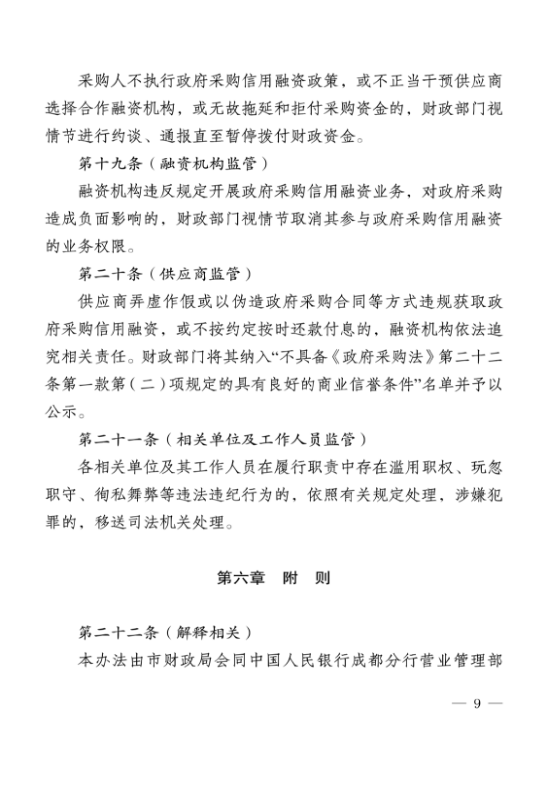 采购人不执行政府采购信用融资政策，或不正当干预供应商
选择合作融资机构，或无故拖延和拒付采购资金的，财政部门视
情节进行约谈、通报直至暂停拨付财政资金。
第十九条（融资机构监管）
融资机构违反规定开展政府采购信用融资业务，对政府采购
造成负面影响的，财政部门视情节取消其参与政府采购信用融资
的业务权限。
第二十条（供应商监管）
供应商弄虚作假或以伪造政府采购合同等方式违规获取政
府采购信用融资，或不按约定按时还款付息的，融资机构依法追
究相关责任。财政部门将其纳入“不具备《政府采购法》第二十二
条第一款第（二）项规定的具有良好的商业信誉条件”名单并予以
公示。
第二十一条（相关单位及工作人员监管）
各相关单位及其工作人员在履行职责中存在滥用职权、玩忽
职守、徇私舞弊等违法违纪行为的，依照有关规定处理，涉嫌犯
罪的，移送司法机关处理。
第六章 附 则
第二十二条（解释相关）
本办法由市财政局会同中国人民银行成都分行营业管理部
— 9 —